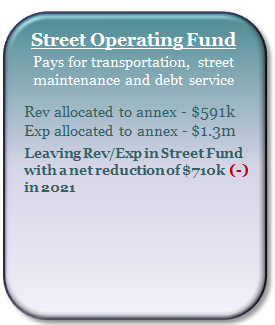 Street Operating Fund
Pays for transportation, street
maintenance and debt service
Rev allocated to annex - $591k
Exp allocated to annex - $1.3m
Leaving Rev/Exp in Street Fund
with a net reduction of $710k (-)
in 2021